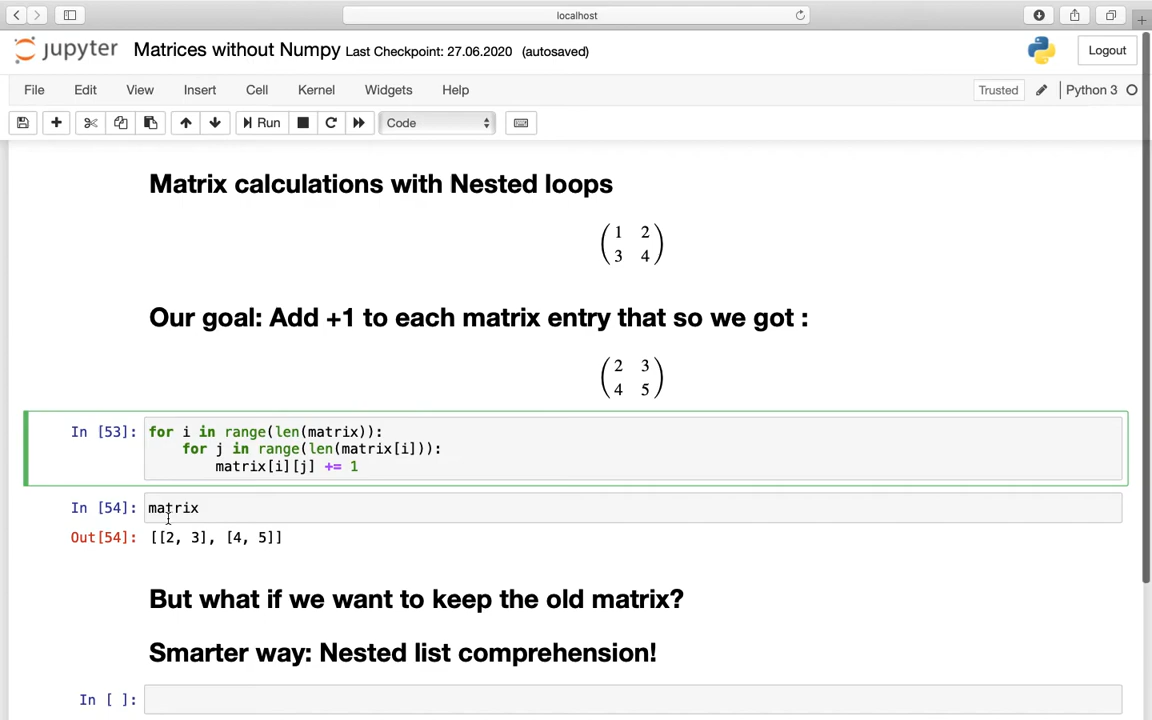 localhost
jupyter Matrices without Numpy Last Checkpoint: 27.06.2020 (autosaved) Logout
File Edit View Insert Cell Kernel Widgets Help Trusted Python 3
Run Code
Matrix calculations with Nested loops
1 2
3 4
Our goal: Add +1 to each matrix entry that so we got :
2 3
4 5
In [53]: for i in range(len(matrix)):
for j in range(len(matrix[i])):
matrix[i][j] += 1
In [54]: matrix
Out[54]: [[2, 3], [4, 5]]
But what if we want to keep the old matrix?
Smarter way: Nested list comprehension!
In [ ]: